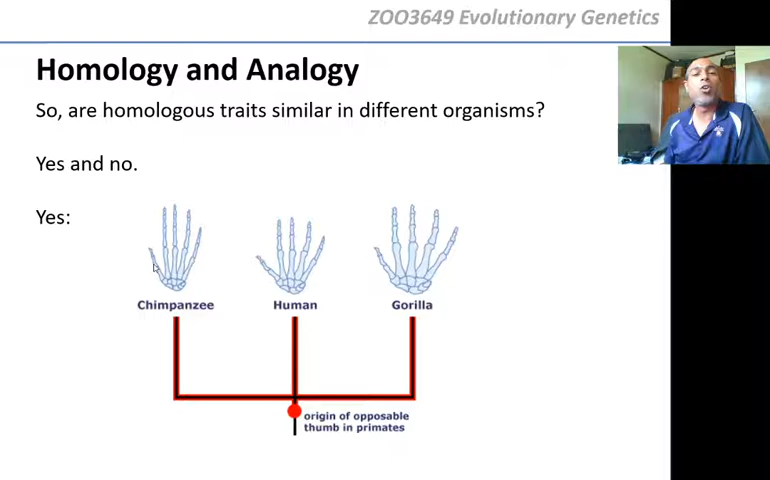 ZOO3649 Evolutionary Genetics
Homology and Analogy
So, are homologous traits similar in different organisms?
Yes and no.
Yes:
Chimpanzee
Human
Gorilla
origin of opposable
thumb in primates